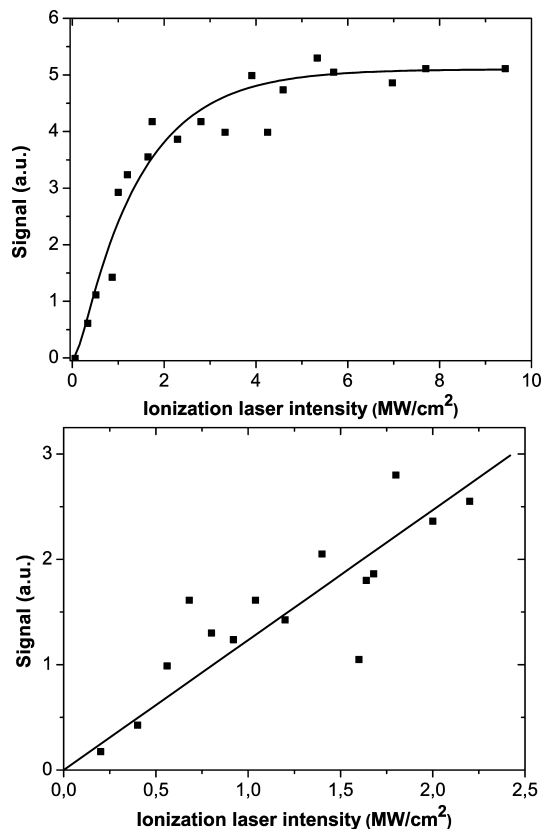 6
5
4
3
2
1
0
Signal (a.u.)
0 2 4 6 8 10
Ionization laser intensity (MW/cm²)
3
2
1
0
Signal (a.u.)
0,0 0,5 1,0 1,5 2,0 2,5
Ionization laser intensity (MW/cm²)